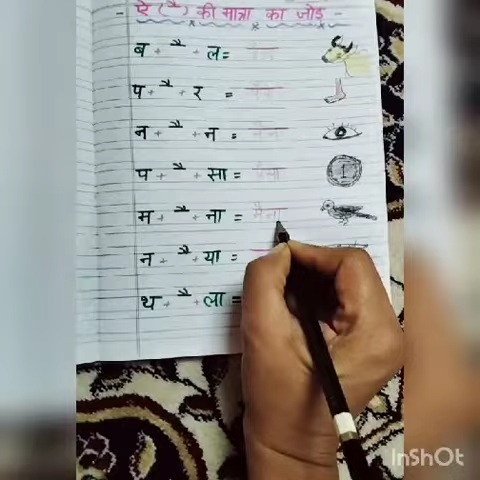 - ऐ ( ै ) की मात्रा का जोड़ -
ब + ै + ल = बैल
प + ै + र = पैर
न + ै + न = नैन
प + ै + सा = पैसा
म + ै + ना = मैना
न + ै + या =
थ + ै + ला =
InShOt